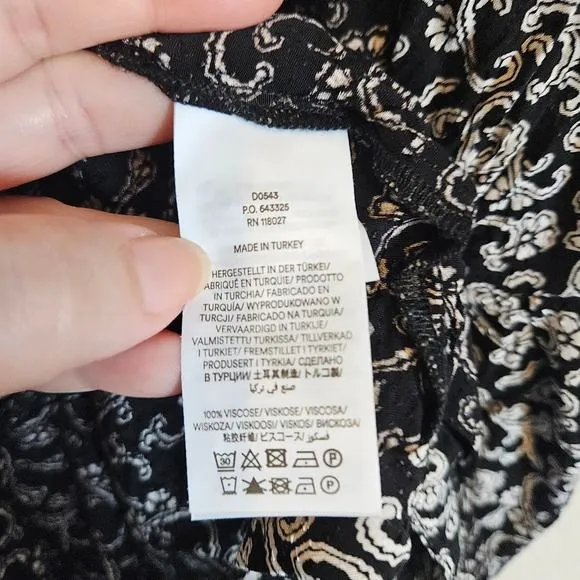 D0543
P.O. 643325
RN 118027
MADE IN TURKEY
HERGESTELLT IN DER TÜRKEI/
FABRIQUÉ EN TURQUIE/ PRODOTTO
IN TURCHIA/ FABRICADO EN
TURQUÍA/ WYPRODUKOWANO W
TURCJI/ FABRICADO NA TURQUIA/
VERVAARDIGD IN TURKIJE/
VALMISTETTU TURKISSA/ TILLVERKAD
I TURKIET/ FREMSTILLET I TYRKIET/
PRODUSERT I TYRKIA/ СДЕЛАНО
В ТУРЦИИ/ 土耳其制造/ トルコ製/
صنع في تركيا
100% VISCOSE/ VISKOSE/ VISCOSA/
WISKOZA/ VISKOOSI/ VISKOS/ ВИСКОЗА/
粘胶纤维/ ビスコース/ فسكوز/
30 P
P